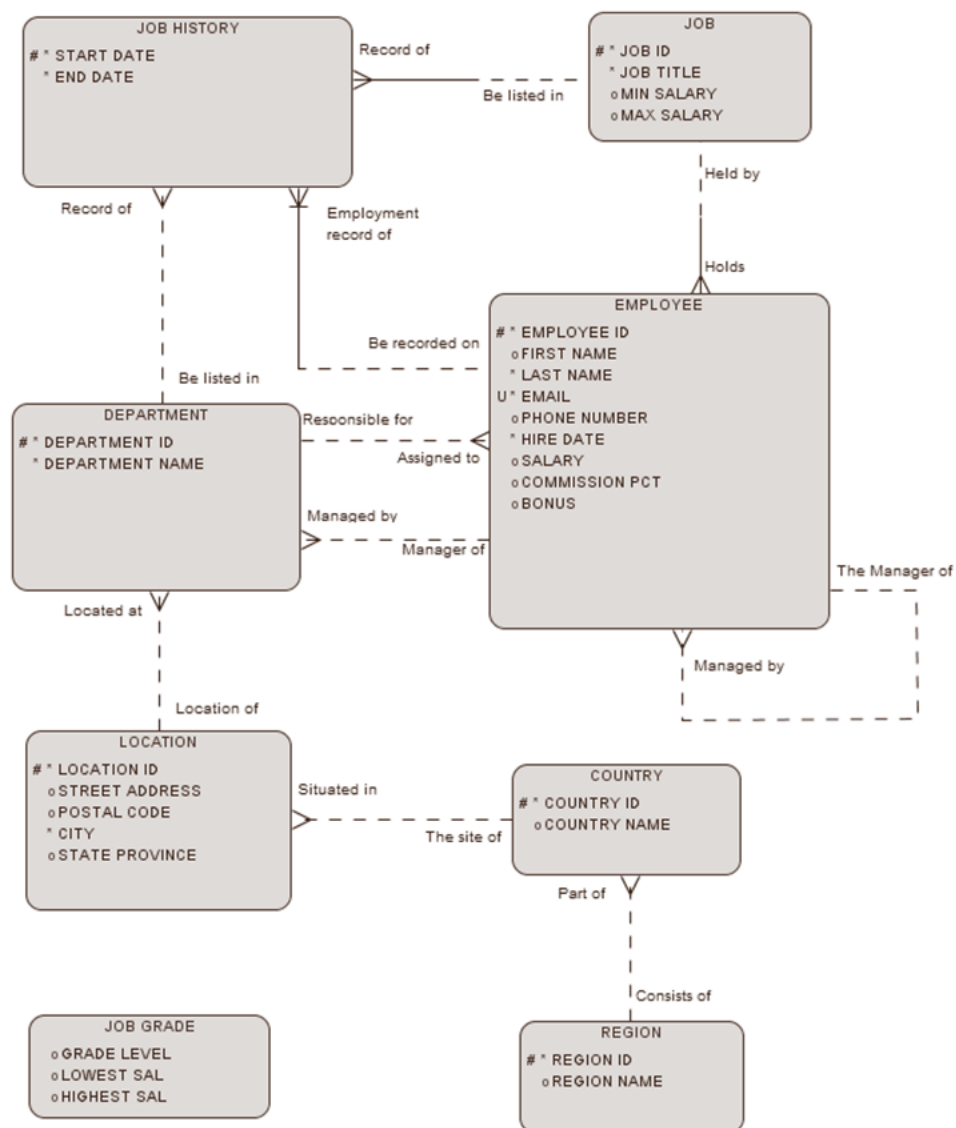 JOB HISTORY
# * START DATE
* END DATE
Record of
Be listed in
JOB
# * JOB ID
* JOB TITLE
o MIN SALARY
o MAX SALARY
Record of
Employment
record of
Held by
Holds
Be recorded on
Be listed in
EMPLOYEE
# * EMPLOYEE ID
o FIRST NAME
* LAST NAME
U * EMAIL
o PHONE NUMBER
* HIRE DATE
o SALARY
o COMMISSION PCT
o BONUS
DEPARTMENT
# * DEPARTMENT ID
* DEPARTMENT NAME
Resoonsible for
Assigned to
Managed by
Manager of
The Manager of
Managed by
Located at
Location of
LOCATION
# * LOCATION ID
o STREET ADDRESS
o POSTAL CODE
* CITY
o STATE PROVINCE
Situated in
The site of
COUNTRY
# * COUNTRY ID
o COUNTRY NAME
Part of
Consists of
JOB GRADE
o GRADE LEVEL
o LOWEST SAL
o HIGHEST SAL
REGION
# * REGION ID
o REGION NAME